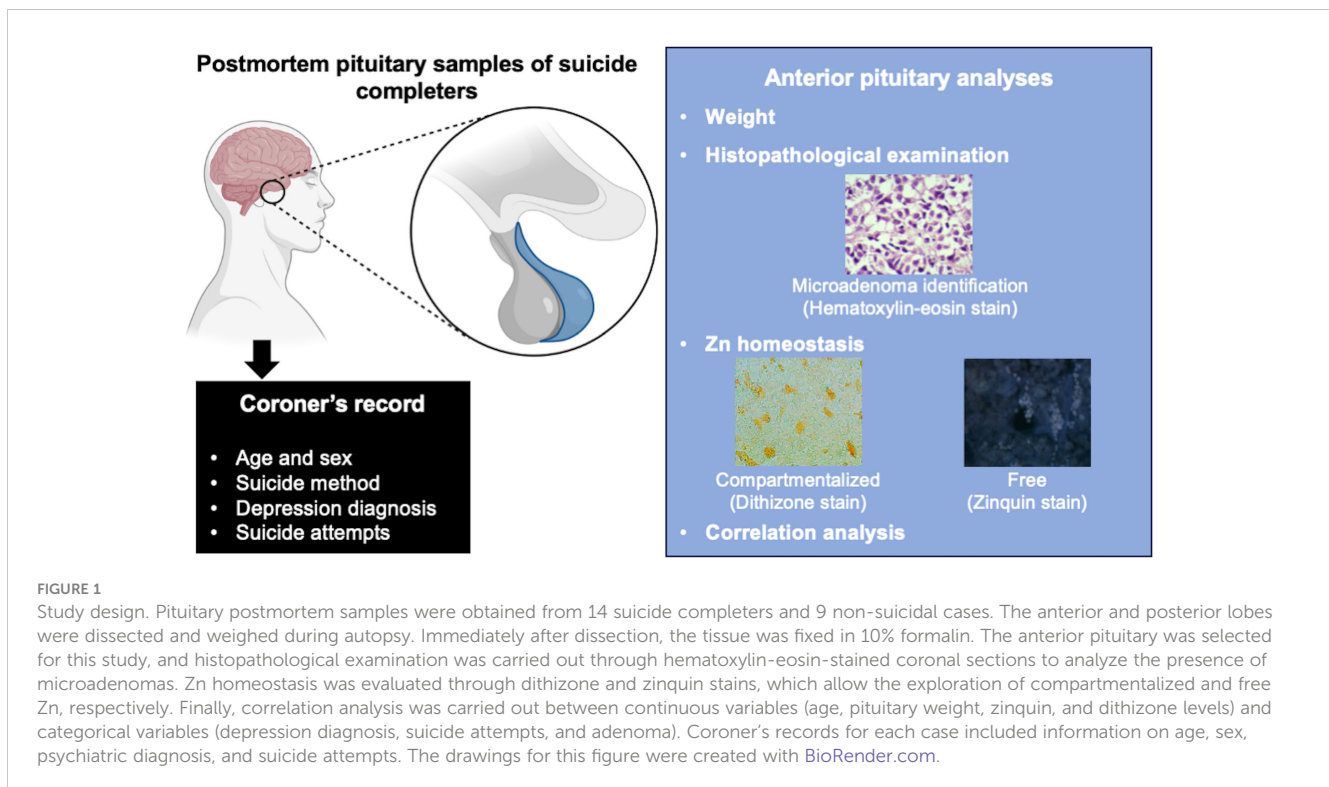 Postmortem pituitary samples of suicide
completers
Coroner's record
• Age and sex
• Suicide method
• Depression diagnosis
• Suicide attempts
Anterior pituitary analyses
• Weight
• Histopathological examination
Microadenoma identification
(Hematoxylin-eosin stain)
• Zn homeostasis
Compartmentalized
(Dithizone stain)
Free
(Zinquin stain)
• Correlation analysis
FIGURE 1
Study design. Pituitary postmortem samples were obtained from 14 suicide completers and 9 non-suicidal cases. The anterior and posterior lobes
were dissected and weighed during autopsy. Immediately after dissection, the tissue was fixed in 10% formalin. The anterior pituitary was selected
for this study, and histopathological examination was carried out through hematoxylin-eosin-stained coronal sections to analyze the presence of
microadenomas. Zn homeostasis was evaluated through dithizone and zinquin stains, which allow the exploration of compartmentalized and free
Zn, respectively. Finally, correlation analysis was carried out between continuous variables (age, pituitary weight, zinquin, and dithizone levels) and
categorical variables (depression diagnosis, suicide attempts, and adenoma). Coroner's records for each case included information on age, sex,
psychiatric diagnosis, and suicide attempts. The drawings for this figure were created with BioRender.com.